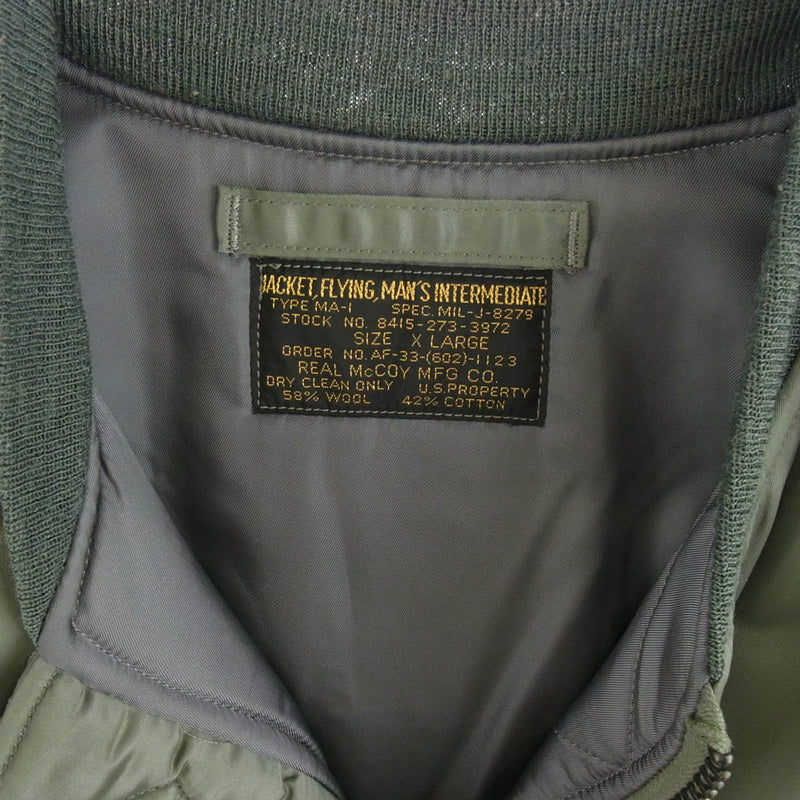 JACKET, FLYING, MAN'S INTERMEDIATE
TYPE MA-1 SPEC. MIL-J-8279
STOCK NO. 8415-273-3972
SIZE X LARGE
ORDER NO. AF-33-(602)-1123
REAL McCOY MFG CO.
DRY CLEAN ONLY U.S. PROPERTY
58% WOOL 42% COTTON